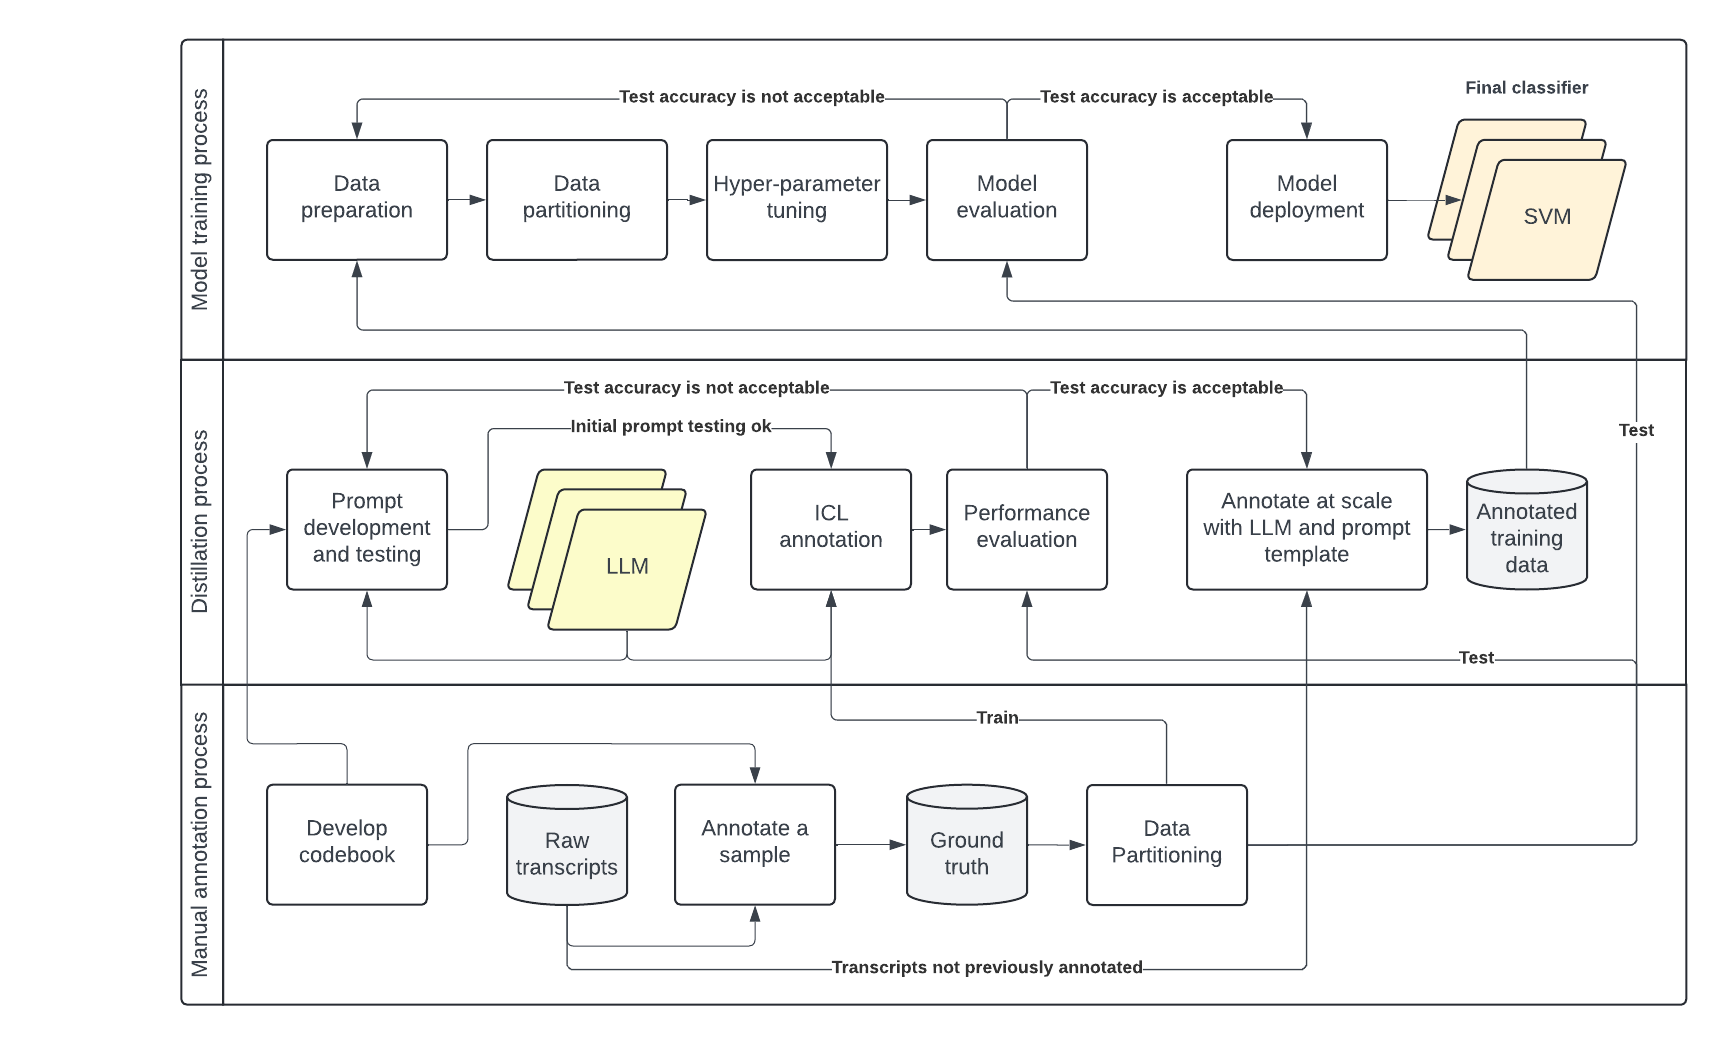 Model training process
Test accuracy is not acceptable
Test accuracy is acceptable
Final classifier
Data
preparation
Data
partitioning
Hyper-parameter
tuning
Model
evaluation
Model
deployment
SVM
Distillation process
Test accuracy is not acceptable
Test accuracy is acceptable
Initial prompt testing ok
Test
Prompt
development
and testing
LLM
ICL
annotation
Performance
evaluation
Annotate at scale
with LLM and prompt
template
Annotated
training
data
Test
Manual annotation process
Train
Develop
codebook
Raw
transcripts
Annotate a
sample
Ground
truth
Data
Partitioning
Transcripts not previously annotated